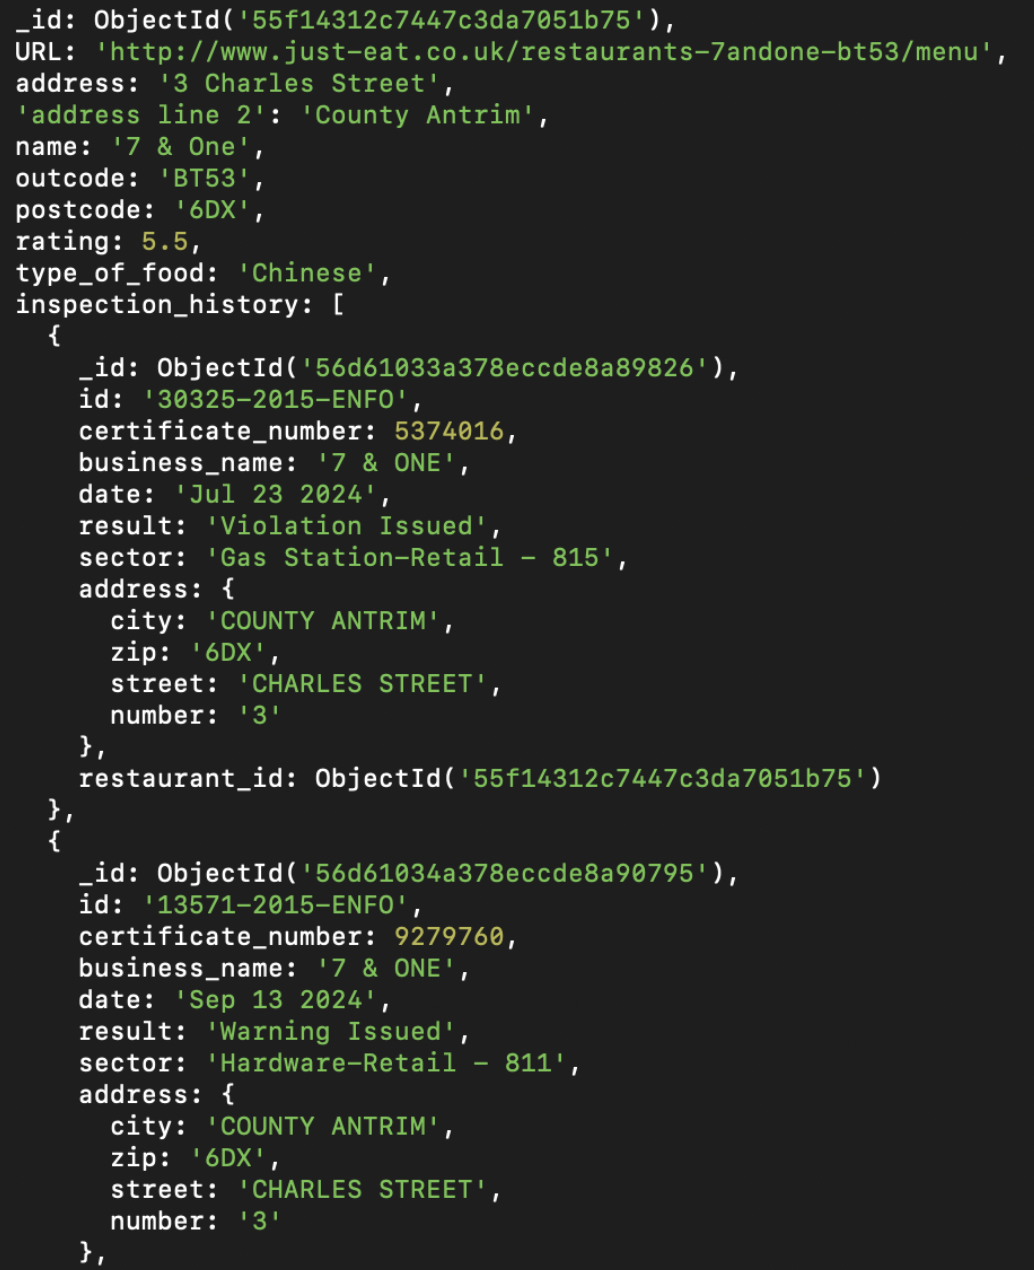 _id: ObjectId('55f14312c7447c3da7051b75'),
URL: 'http://www.just-eat.co.uk/restaurants-7andone-bt53/menu',
address: '3 Charles Street',
'address line 2': 'County Antrim',
name: '7 & One',
outcode: 'BT53',
postcode: '6DX',
rating: 5.5,
type_of_food: 'Chinese',
inspection_history: [
  {
    _id: ObjectId('56d61033a378eccde8a89826'),
    id: '30325-2015-ENFO',
    certificate_number: 5374016,
    business_name: '7 & ONE',
    date: 'Jul 23 2024',
    result: 'Violation Issued',
    sector: 'Gas Station-Retail - 815',
    address: {
      city: 'COUNTY ANTRIM',
      zip: '6DX',
      street: 'CHARLES STREET',
      number: '3'
    },
    restaurant_id: ObjectId('55f14312c7447c3da7051b75')
  },
  {
    _id: ObjectId('56d61034a378eccde8a90795'),
    id: '13571-2015-ENFO',
    certificate_number: 9279760,
    business_name: '7 & ONE',
    date: 'Sep 13 2024',
    result: 'Warning Issued',
    sector: 'Hardware-Retail - 811',
    address: {
      city: 'COUNTY ANTRIM',
      zip: '6DX',
      street: 'CHARLES STREET',
      number: '3'
    },